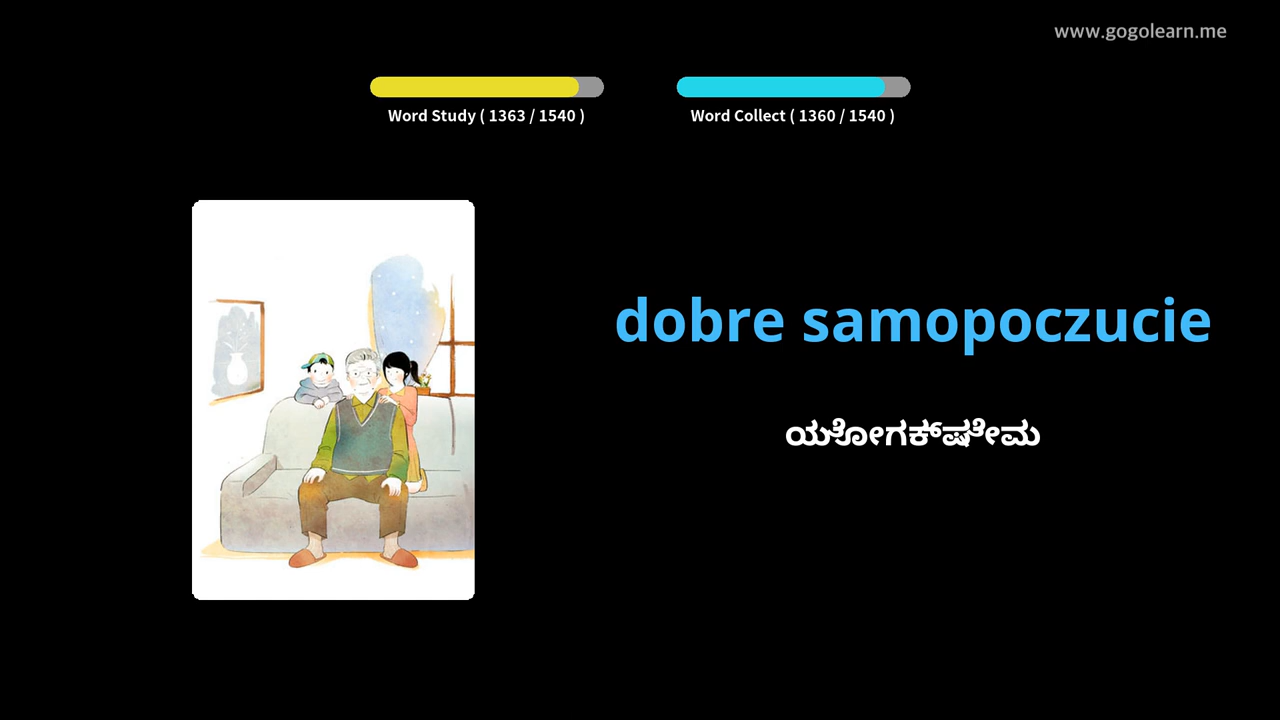 www.gogolearn.me
Word Study ( 1363 / 1540 )
Word Collect ( 1360 / 1540 )
dobre samopoczucie
ಯೋಗಕ್ಷೇಮ